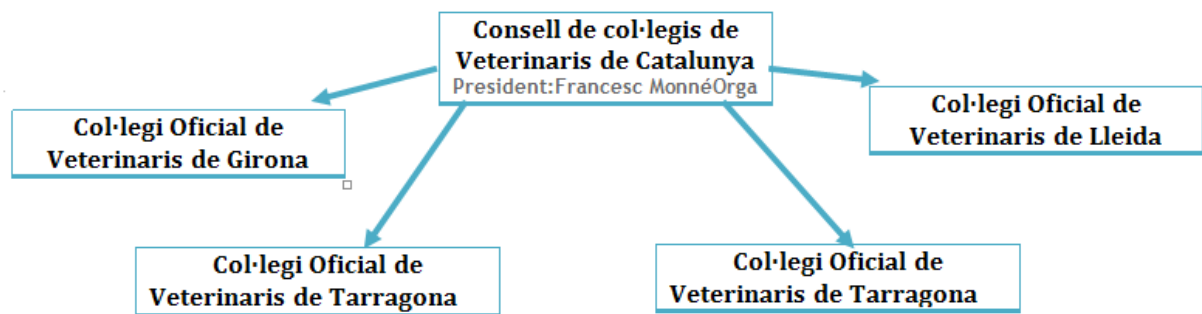 Consell de col·legis de
Veterinaris de Catalunya
President:Francesc MonnéOrga
Col·legi Oficial de
Veterinaris de Girona
Col·legi Oficial de
Veterinaris de Lleida
Col·legi Oficial de
Veterinaris de Tarragona
Col·legi Oficial de
Veterinaris de Tarragona